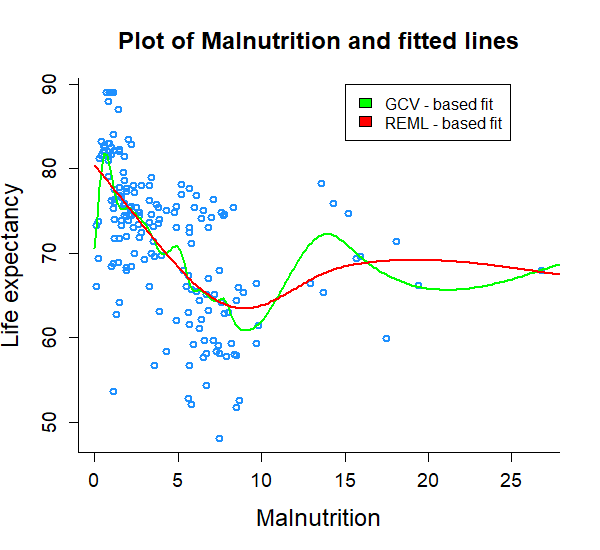 Plot of Malnutrition and fitted lines
GCV - based fit
REML - based fit
Life expectancy
90
80
70
60
50
0 5 10 15 20 25
Malnutrition